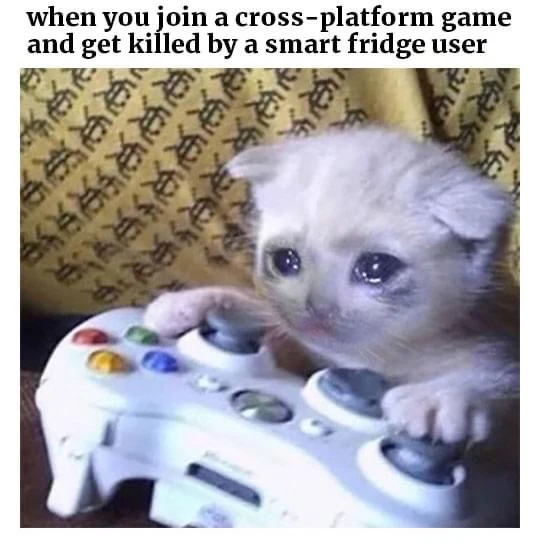 when you join a cross-platform game
and get killed by a smart fridge user